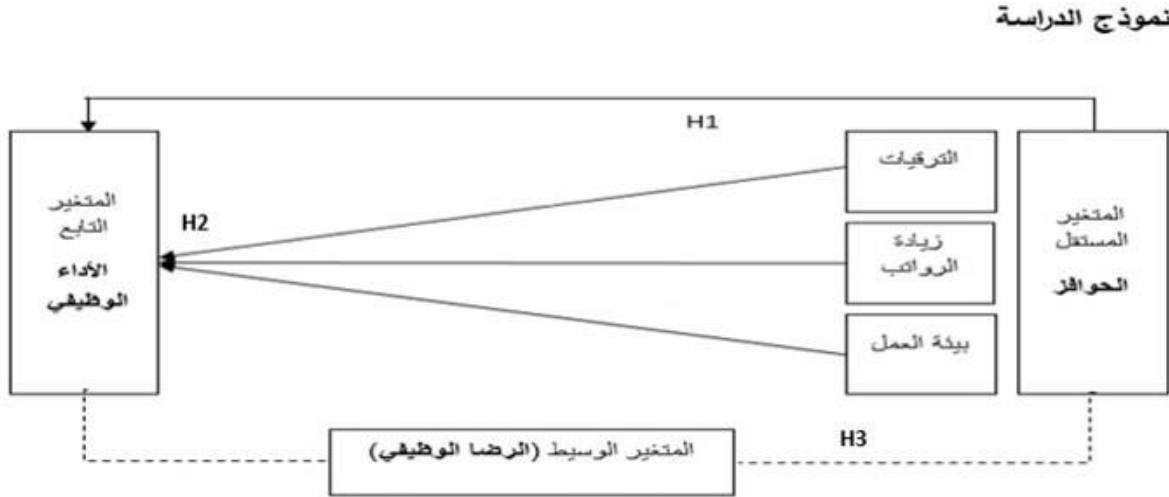 نموذج الدراسة
H1
المتغير
المستقل
الحوافز
الترقيات
زيادة
الرواتب
بيئة العمل
H2
المتغير
التابع
الأداء
الوظيفي
H3
المتغير الوسيط (الرضا الوظيفي)